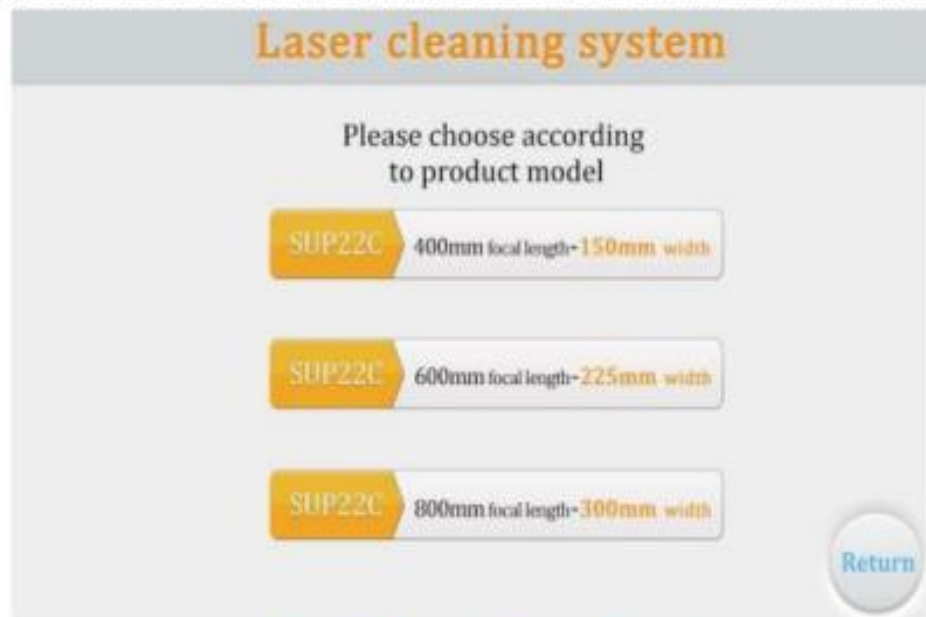 Laser cleaning system
Please choose according
to product model
SUP22C 400mm focal length-150mm width
SUP22C 600mm focal length-225mm width
SUP22C 800mm focal length-300mm width
Return